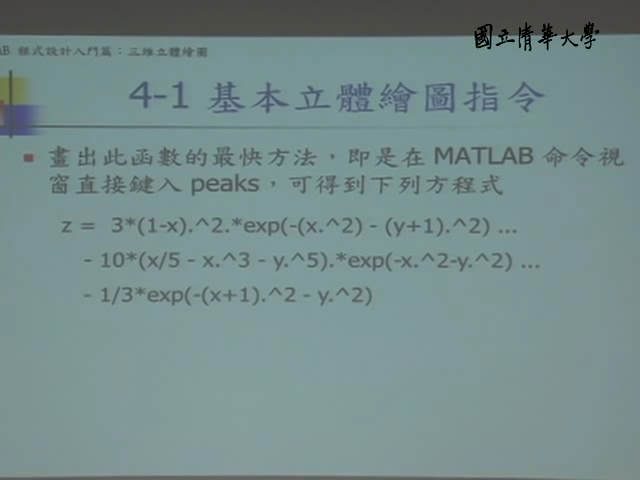 AB 程式設計入門篇：三維立體繪圖
國立清華大學
4-1 基本立體繪圖指令
畫出此函數的最快方法，即是在 MATLAB 命令視
窗直接鍵入 peaks，可得到下列方程式
z = 3*(1-x).^2.*exp(-(x.^2) - (y+1).^2) ...
- 10*(x/5 - x.^3 - y.^5).*exp(-x.^2-y.^2) ...
- 1/3*exp(-(x+1).^2 - y.^2)